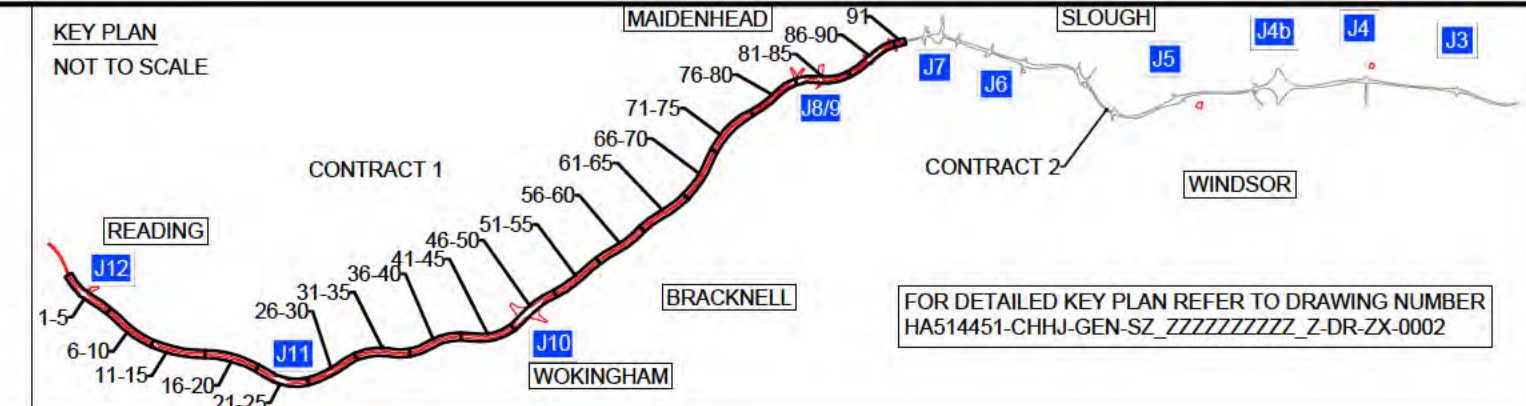 KEY PLAN
NOT TO SCALE
MAIDENHEAD
91
SLOUGH
J4b
J4
J3
86-90
81-85
J7
J6
J5
76-80
J8/9
71-75
66-70
CONTRACT 1
61-65
CONTRACT 2
WINDSOR
56-60
READING
51-55
46-50
J12
41-45
36-40
31-35
26-30
BRACKNELL
FOR DETAILED KEY PLAN REFER TO DRAWING NUMBER
HA514451-CHHJ-GEN-SZ_ZZZZZZZZZZ_Z-DR-ZX-0002
1-5
6-10
J11
J10
11-15
16-20
WOKINGHAM
21-25